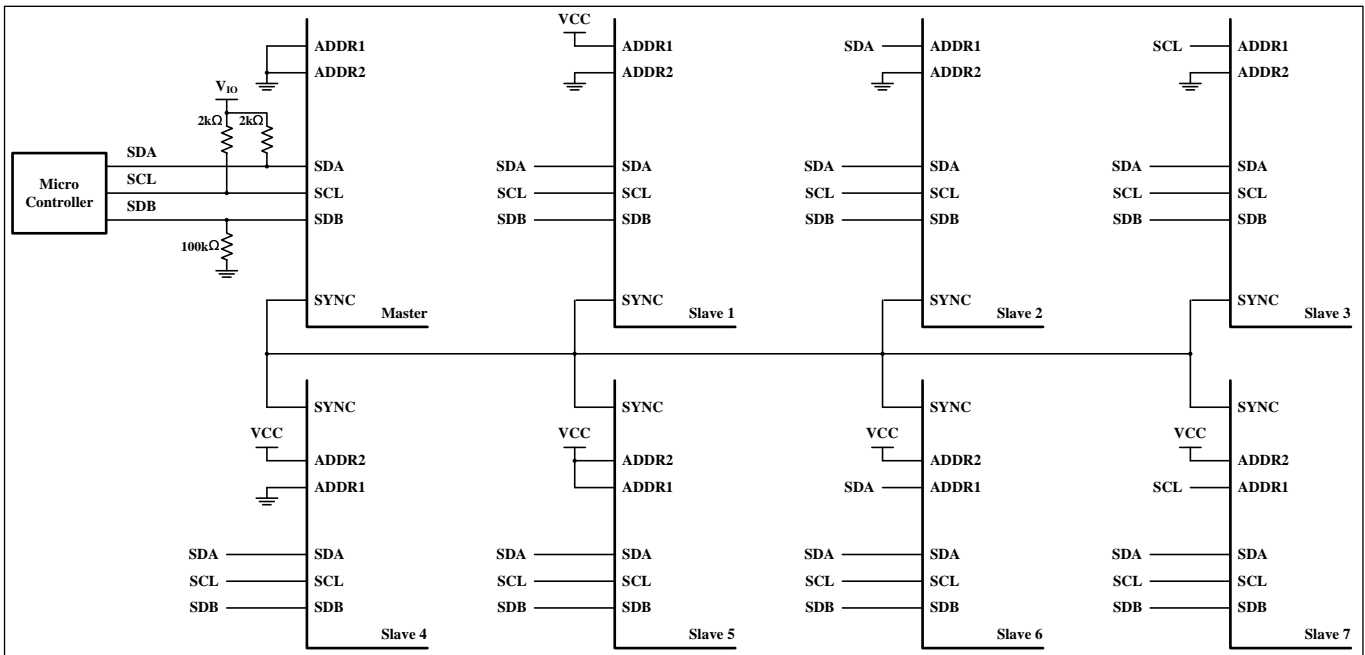 VCC
ADDR1
ADDR1
SDA
ADDR1
SCL
ADDR1
ADDR2
ADDR2
ADDR2
ADDR2
VIO
2kΩ
2kΩ
SDA
SCL
SDB
Micro
Controller
SDA
SCL
SDB
SDA
SCL
SDB
SDA
SCL
SDB
SDA
SCL
SDB
SDA
SCL
SDB
SDA
SCL
SDB
SDA
SCL
SDB
100kΩ
SYNC
SYNC
SYNC
SYNC
Master
Slave 1
Slave 2
Slave 3
SYNC
SYNC
SYNC
SYNC
VCC
VCC
VCC
VCC
ADDR2
ADDR2
ADDR2
ADDR2
ADDR1
ADDR1
SDA
ADDR1
SCL
ADDR1
SDA
SDA
SDA
SDA
SDA
SDA
SDA
SDA
SCL
SCL
SCL
SCL
SCL
SCL
SCL
SCL
SDB
SDB
SDB
SDB
SDB
SDB
SDB
SDB
Slave 4
Slave 5
Slave 6
Slave 7